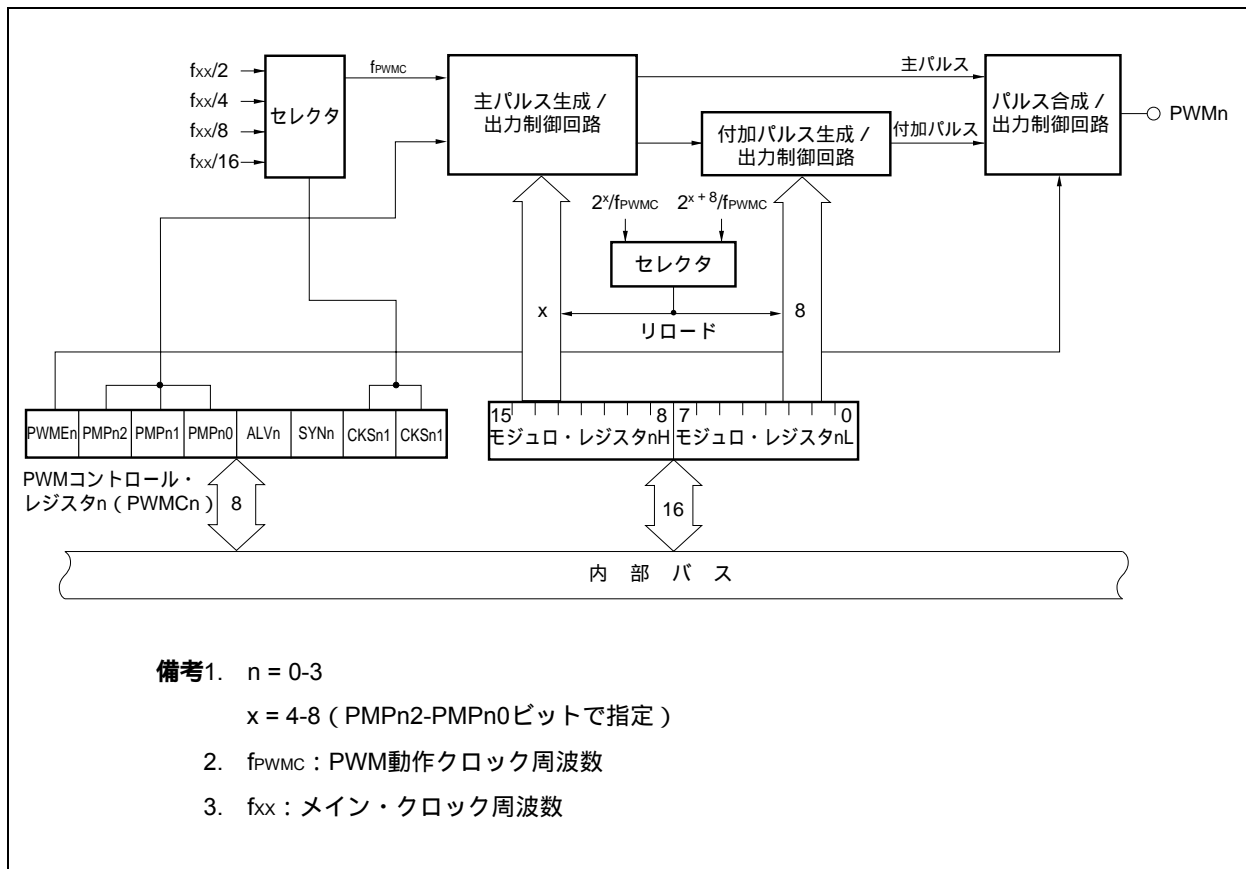 fXX/2
fXX/4
fXX/8
fXX/16
セレクタ
fPWMC
主パルス生成 /
出力制御回路
主パルス
付加パルス生成 /
出力制御回路
付加パルス
パルス合成 /
出力制御回路
PWMn
2^x/fPWMC
2^x + 8/fPWMC
セレクタ
x
8
リロード
PWMEn PMPn2 PMPn1 PMPn0 ALVn SYNn CKSn1 CKSn1
15 8 7 0
モジュロ・レジスタnH モジュロ・レジスタnL
PWMコントロール・
レジスタn（PWMCn）
8
16
内 部 バ ス
備考1. n = 0-3
x = 4-8（PMPn2-PMPn0ビットで指定）
2. fPWMC：PWM動作クロック周波数
3. fXX：メイン・クロック周波数